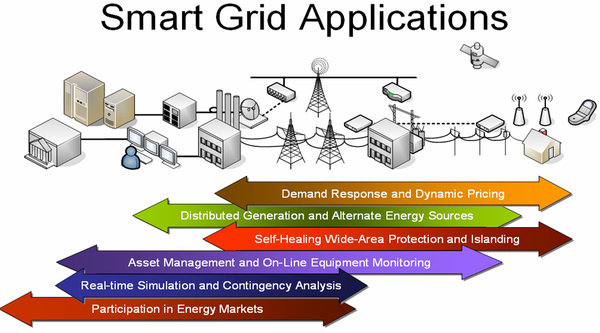 Smart Grid Applications
Demand Response and Dynamic Pricing
Distributed Generation and Alternate Energy Sources
Self-Healing Wide-Area Protection and Islanding
Asset Management and On-Line Equipment Monitoring
Real-time Simulation and Contingency Analysis
Participation in Energy Markets